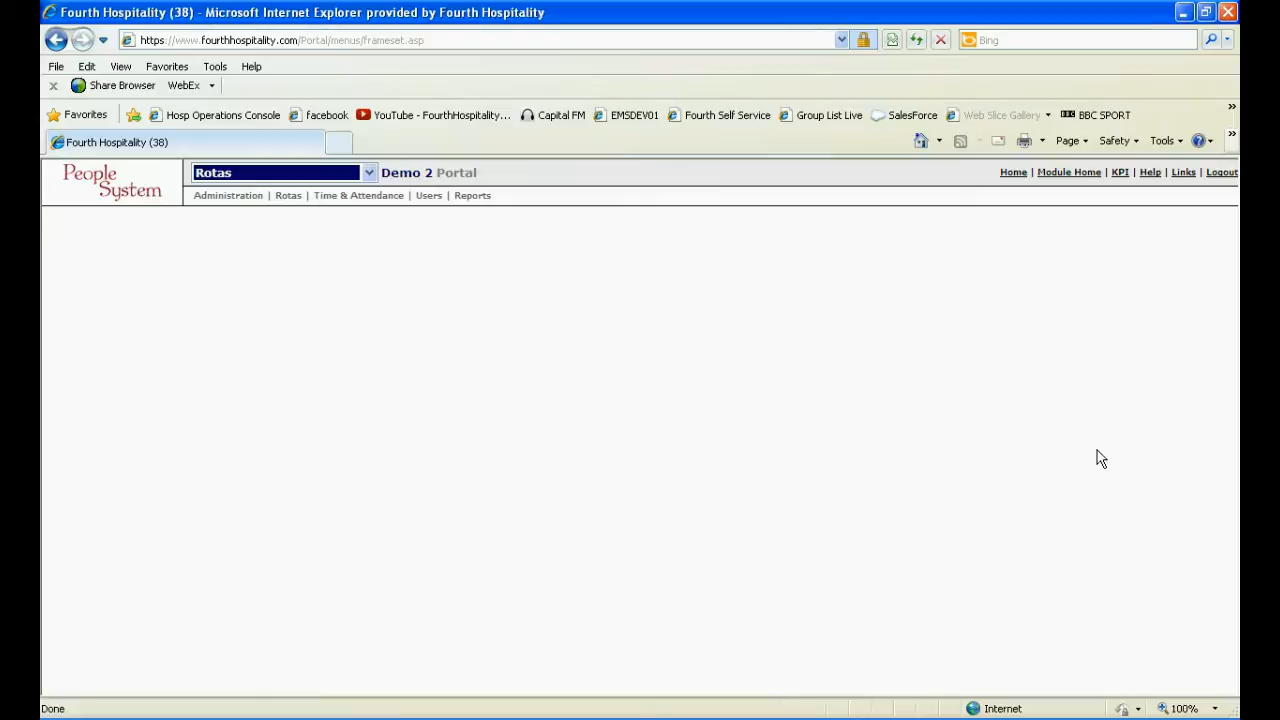 Fourth Hospitality (38) - Microsoft Internet Explorer provided by Fourth Hospitality
https://www.fourthhospitality.com/Portal/menus/frameset.asp
Bing
File Edit View Favorites Tools Help
Share Browser WebEx
Favorites Hosp Operations Console facebook YouTube - FourthHospitality... Capital FM EMSDEV01 Fourth Self Service Group List Live SalesForce Web Slice Gallery BBC SPORT
Fourth Hospitality (38) Page Safety Tools
People System
Rotas Demo 2 Portal Home | Module Home | KPI | Help | Links | Logout
Administration | Rotas | Time & Attendance | Users | Reports
Done Internet 100%